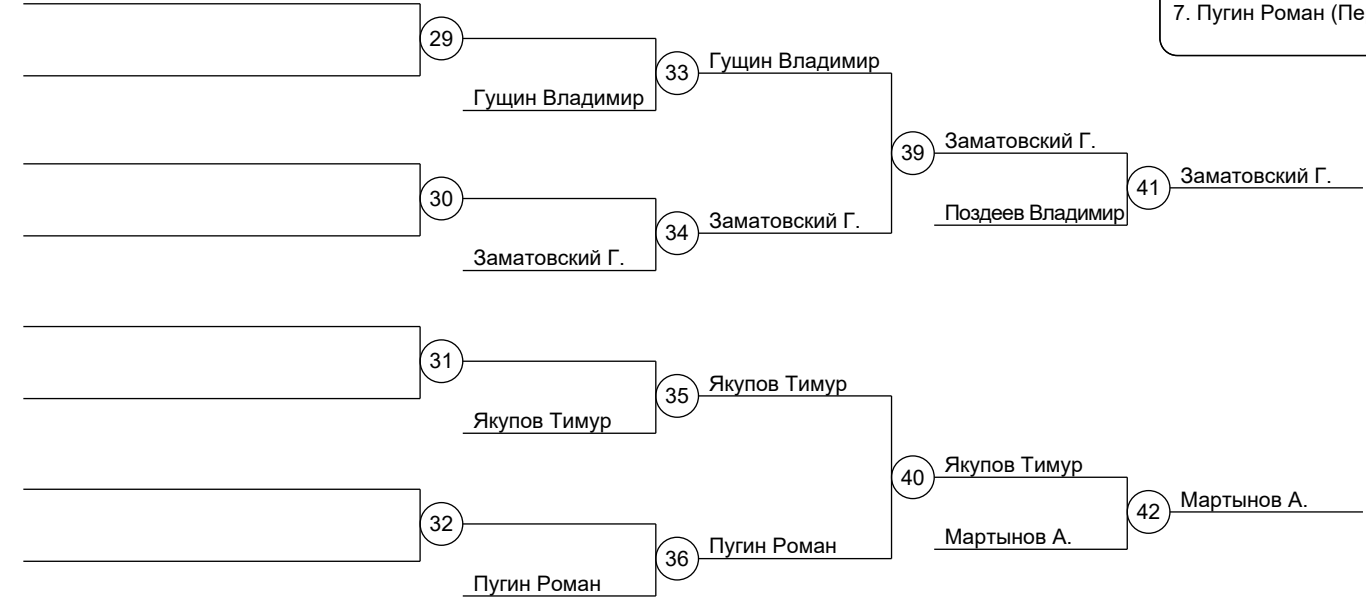 7. Пугин Роман (Пе
29
33
Гущин Владимир
Гущин Владимир
39
Заматовский Г.
41
Заматовский Г.
30
34
Заматовский Г.
Поздеев Владимир
Заматовский Г.
31
35
Якупов Тимур
Якупов Тимур
40
Якупов Тимур
42
Мартынов А.
32
36
Пугин Роман
Мартынов А.
Пугин Роман